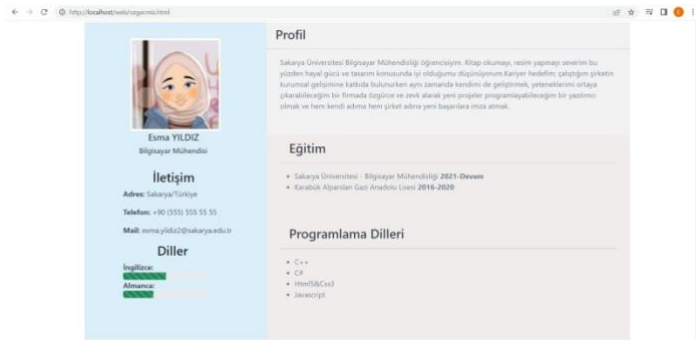 http://localhost/web/ozgecmis.html
Esma YILDIZ
Bilgisayar Mühendisi
İletişim
Adres: Sakarya/Türkiye
Telefon: +90 (555) 555 55 55
Mail: esma.yildiz2@sakarya.edu.tr
Diller
İngilizce:
Almanca:
Profil
Sakarya Üniversitesi Bilgisayar Mühendisliği öğrencisiyim. Kitap okumayı, resim yapmayı severim bu
yüzden hayal gücü ve tasarım konusunda iyi olduğumu düşünüyorum.Kariyer hedefim; çalıştığım şirketin
kurumsal gelişimine katkıda bulunurken aynı zamanda kendimi de geliştirmek, yeteneklerimi ortaya
çıkarabileceğim bir firmada özgürce ve zevk alarak yeni projeler programlayabileceğim bir yazılımcı
olmak ve hem kendi adıma hem şirket adına yeni başarılara imza atmak.
Eğitim
Sakarya Üniversitesi - Bilgisayar Mühendisliği 2021-Devam
Karabük Alparslan Gazi Anadolu Lisesi 2016-2020
Programlama Dilleri
C++
C#
Html5&Css3
Javascript